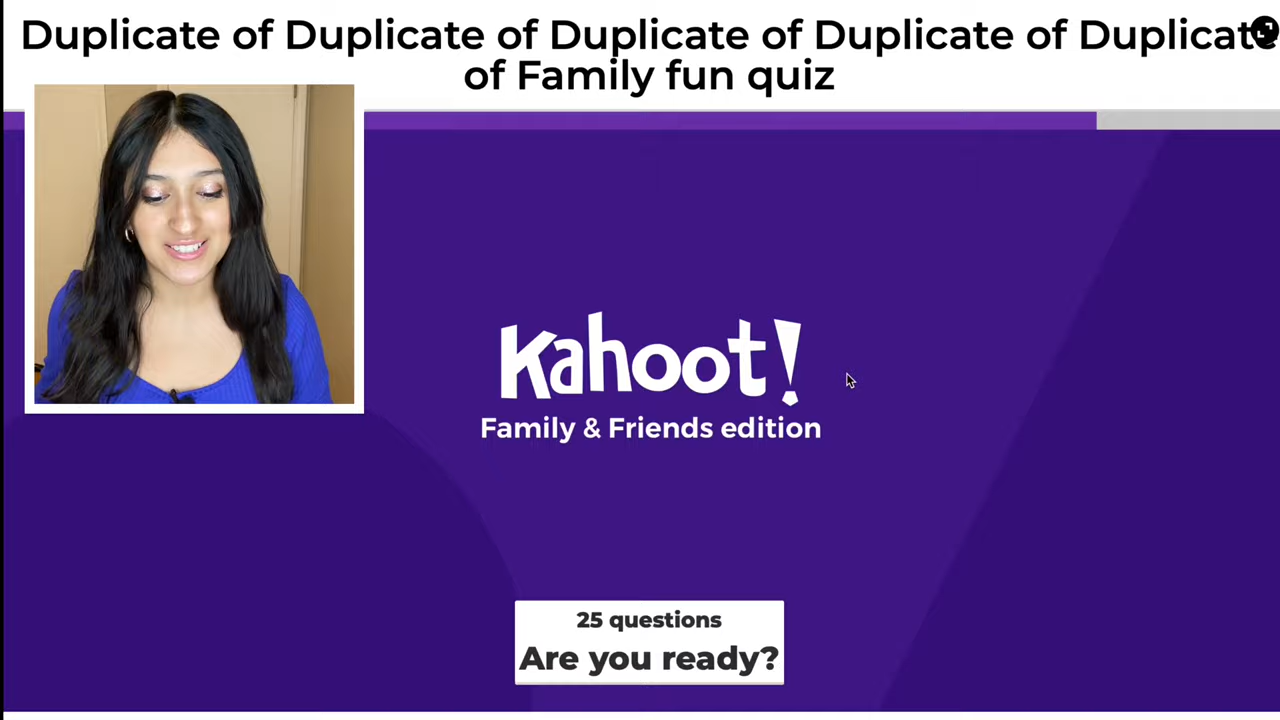 Duplicate of Duplicate of Duplicate of Duplicate of Duplicate
of Family fun quiz
Kahoot!
Family & Friends edition
25 questions
Are you ready?